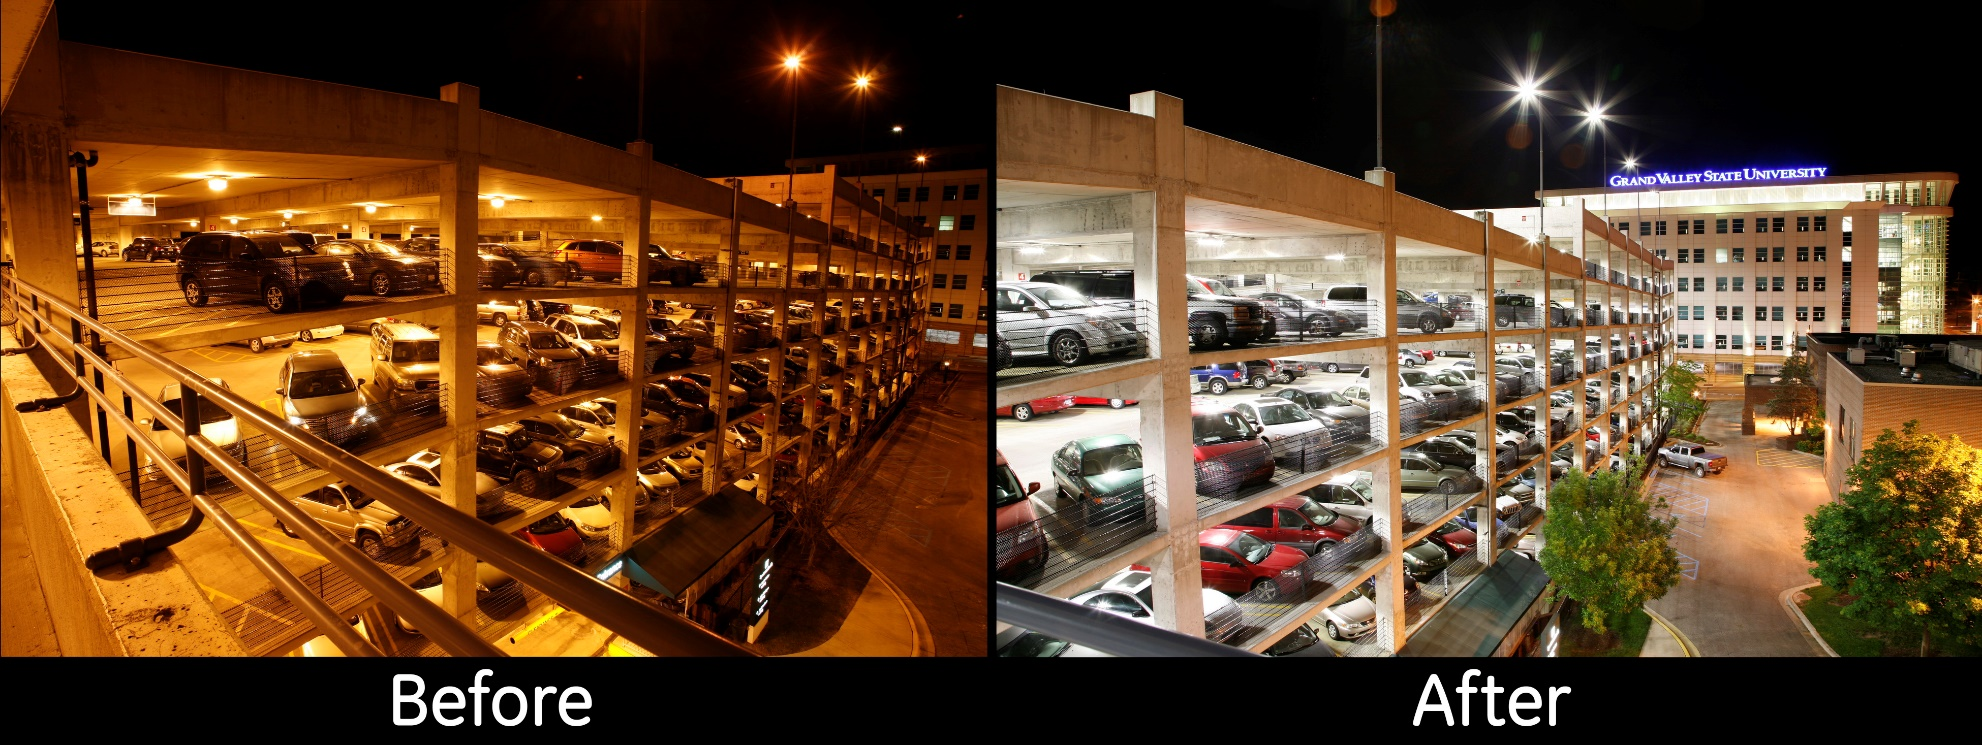 GRAND VALLEY STATE UNIVERSITY
Before
After